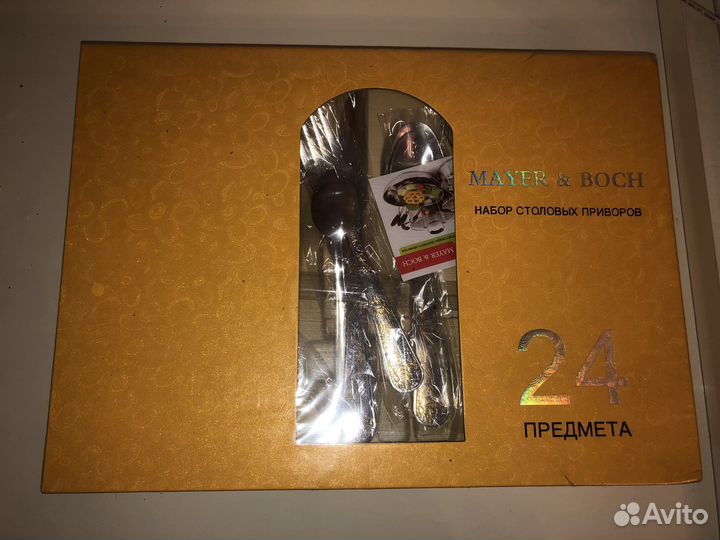 MAYER & BOCH
НАБОР СТОЛОВЫХ ПРИВОРОВ
MAYER & BOCH
24
ПРЕДМЕТА
Avito